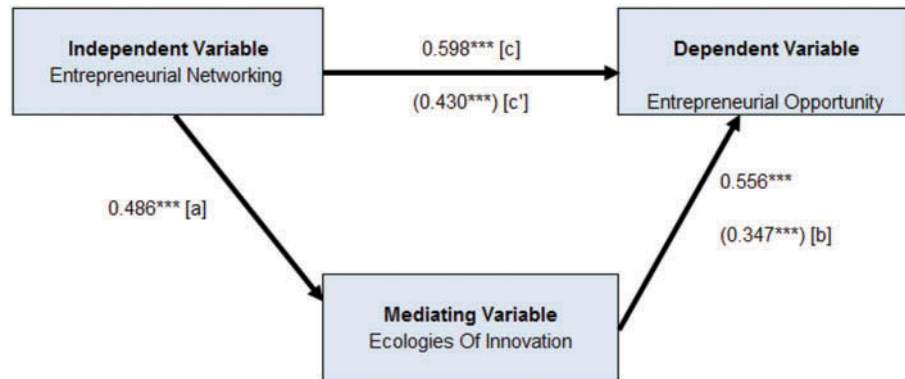 Independent Variable
Entrepreneurial Networking
0.598*** [c]
(0.430***) [c']
Dependent Variable
Entrepreneurial Opportunity
0.486*** [a]
0.556***
(0.347***) [b]
Mediating Variable
Ecologies Of Innovation